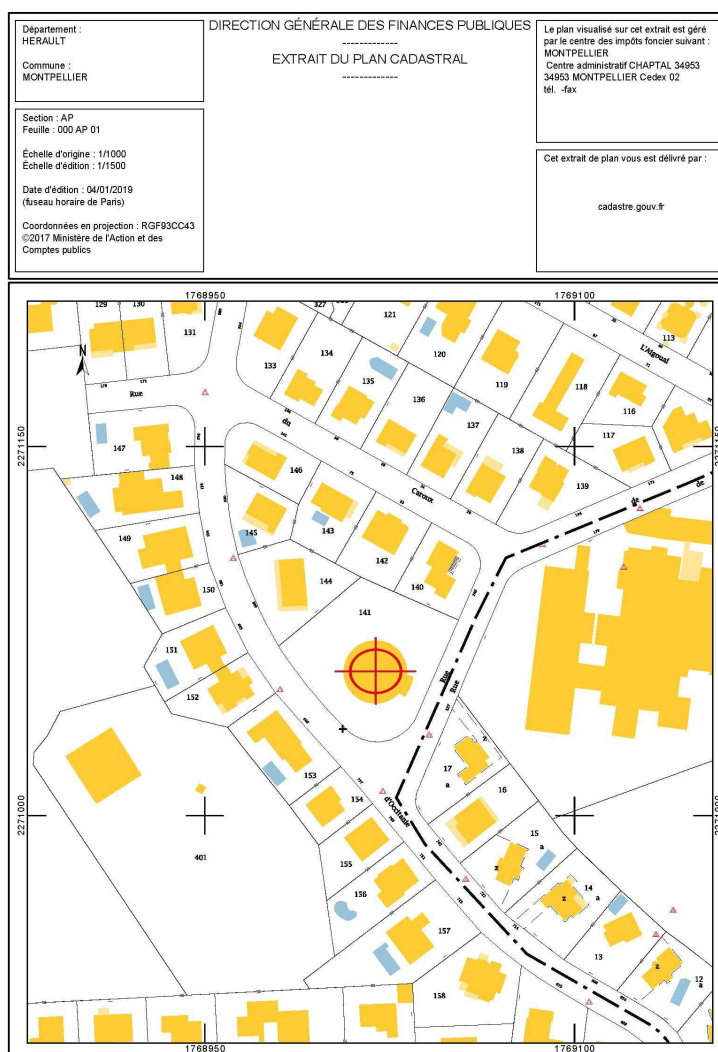 Département :
HERAULT
Commune :
MONTPELLIER
Section : AP
Feuille : 000 AP 01
Échelle d'origine : 1/1000
Échelle d'édition : 1/1500
Date d'édition : 04/01/2019
(fuseau horaire de Paris)
Coordonnées en projection : RGF93CC43
©2017 Ministère de l'Action et des
Comptes publics
DIRECTION GÉNÉRALE DES FINANCES PUBLIQUES
-------------
EXTRAIT DU PLAN CADASTRAL
-------------
Le plan visualisé sur cet extrait est géré
par le centre des impôts foncier suivant :
MONTPELLIER
Centre administratif CHAPTAL 34953
34953 MONTPELLIER Cedex 02
tél. -fax
Cet extrait de plan vous est délivré par :
cadastre.gouv.fr
1768950
1769100
129
130
131
327
121
113
133
134
135
120
L'Aigoual
N
119
118
Rue
136
116
du
137
117
2271150
2271150
147
138
146
148
139
Caroux
de
de
145
143
149
142
144
150
140
141
151
Rue
Rue
152
z
17
a
153
16
154
d'Occitanie
2271000
2271000
15
a
401
155
z
14
a
156
z
157
13
z
12
a
158
1768950
1769100